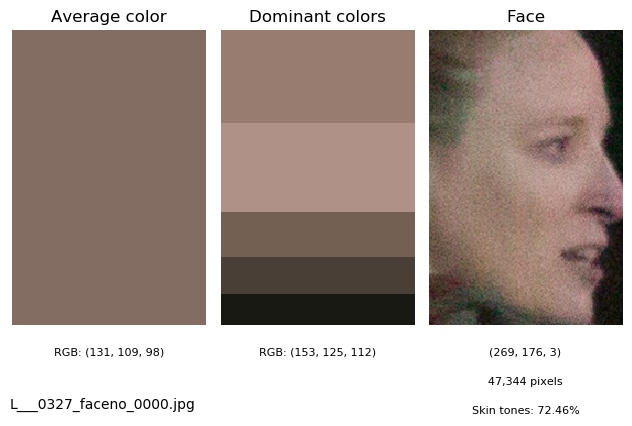 Average color
Dominant colors
Face
RGB: (131, 109, 98)
RGB: (153, 125, 112)
(269, 176, 3)
47,344 pixels
L___0327_faceno_0000.jpg
Skin tones: 72.46%